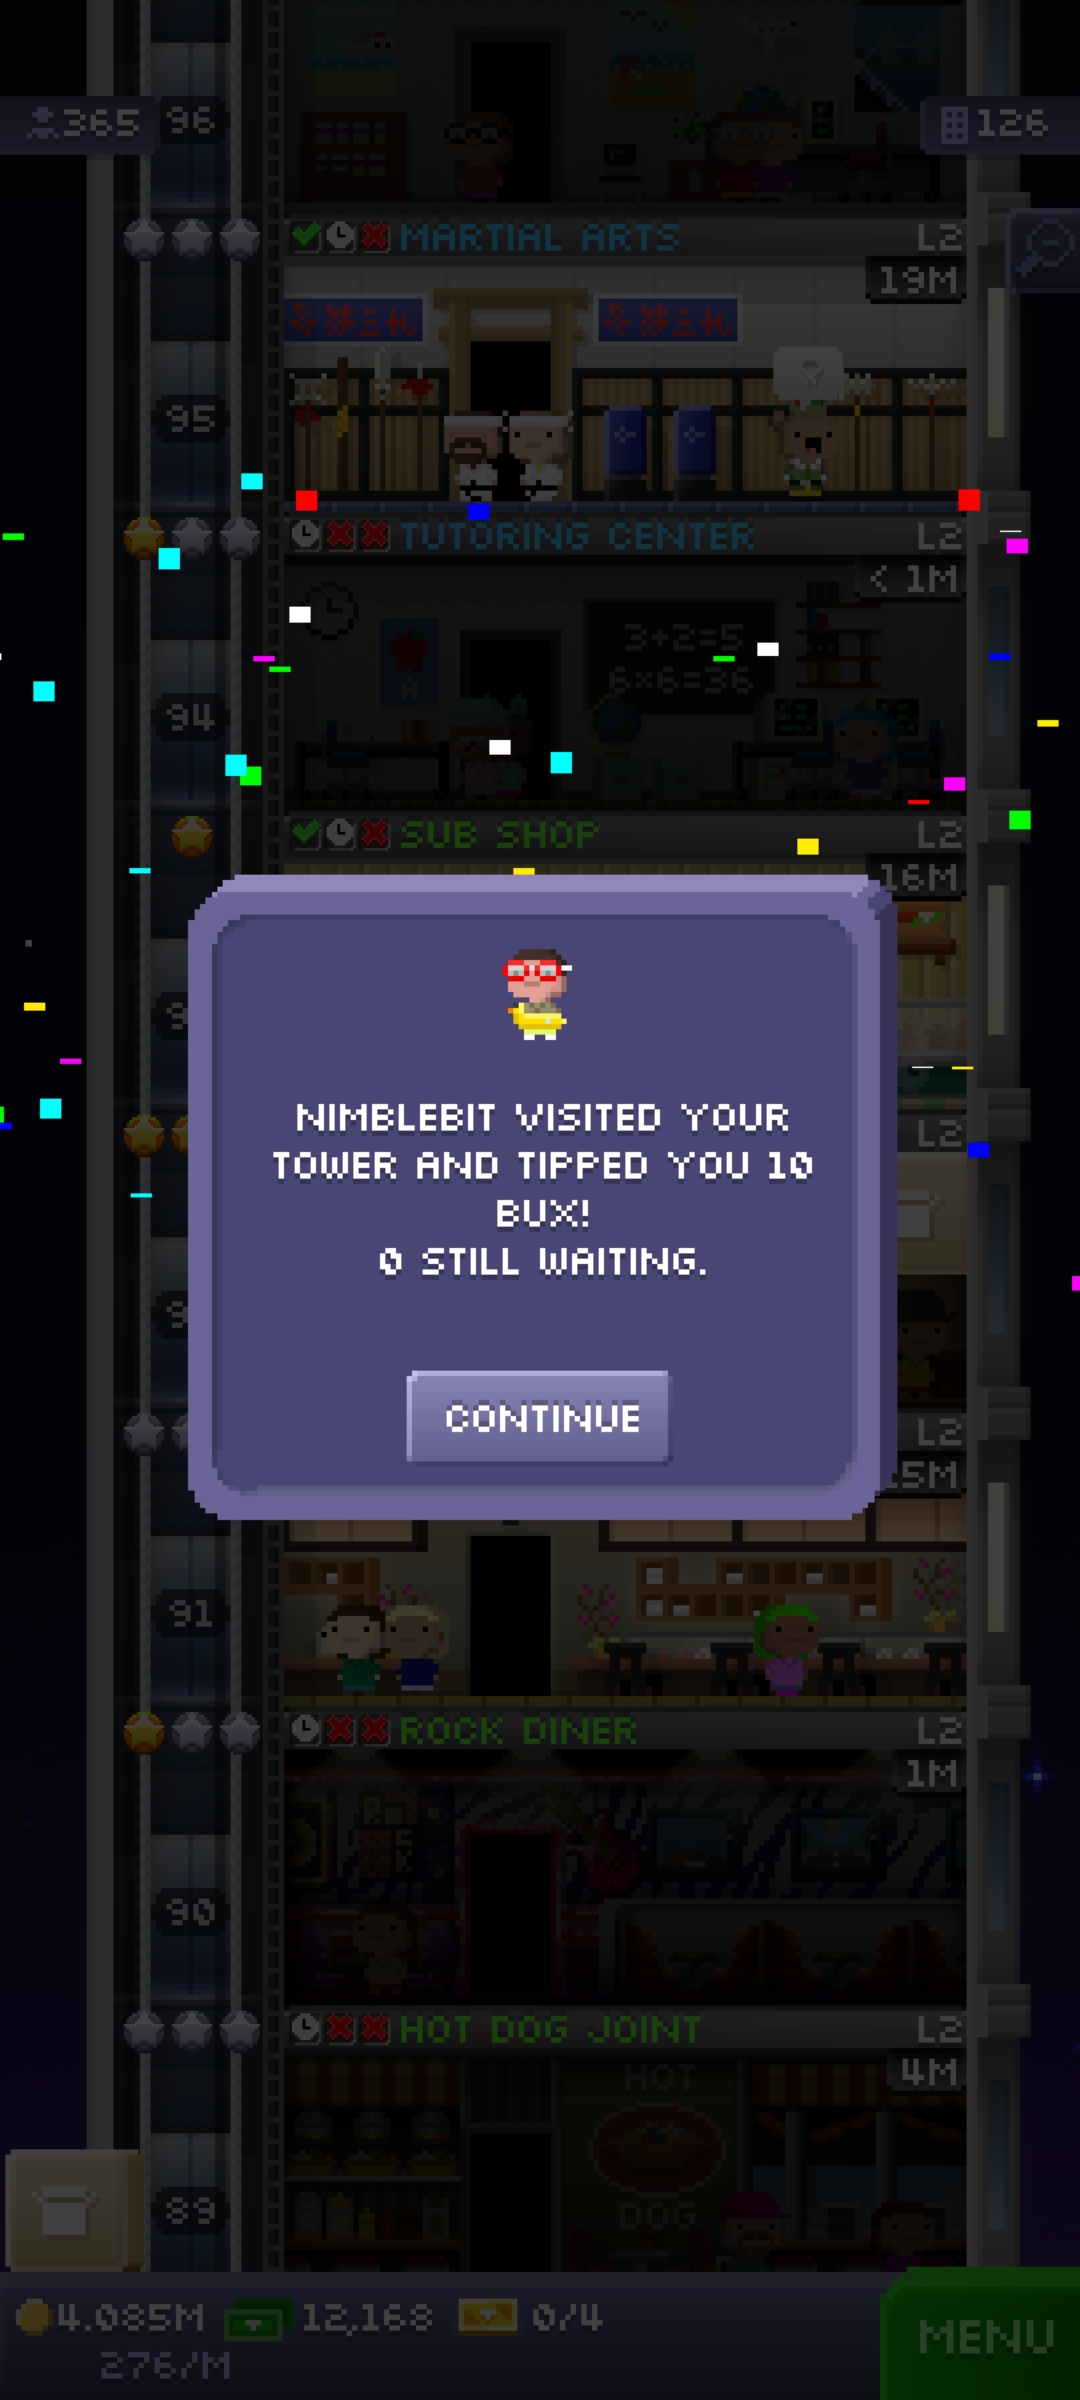 365
96
126
MARTIAL ARTS
L2
19M
95
TUTORING CENTER
L2
< 1M
3+2=5
6×6=36
A
94
SUB SHOP
L2
16M
NIMBLEBIT VISITED YOUR
TOWER AND TIPPED YOU 10
BUX!
0 STILL WAITING.
L2
CONTINUE
L2
5M
91
ROCK DINER
L2
1M
90
HOT DOG JOINT
L2
4M
HOT
DOG
89
4.085M
12,168
0/4
276/M
MENU